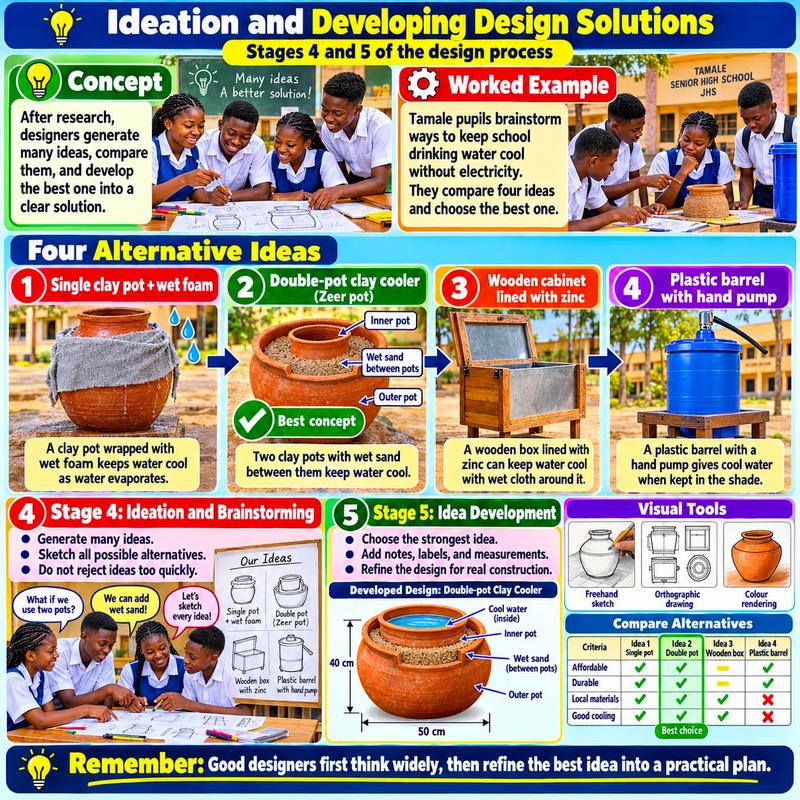 Ideation and Developing Design Solutions
Stages 4 and 5 of the design process
Concept
After research,
designers generate
many ideas, compare
them, and develop
the best one into a
clear solution.
Many ideas
A better solution!
Worked Example
Tamale pupils brainstorm
ways to keep school
drinking water cool
without electricity.
They compare four ideas
and choose the best one.
TAMALE
SENIOR HIGH SCHOOL
JHS
Four Alternative Ideas
1 Single clay pot + wet foam
A clay pot wrapped with
wet foam keeps water cool
as water evaporates.
2 Double-pot clay cooler
(Zeer pot)
Inner pot
Wet sand
between pots
Outer pot
Best concept
Two clay pots with wet sand
between them keep water cool.
3 Wooden cabinet
lined with zinc
A wooden box lined with
zinc can keep water cool
with wet cloth around it.
4 Plastic barrel
with hand pump
A plastic barrel with a
hand pump gives cool water
when kept in the shade.
4 Stage 4: Ideation and Brainstorming
Generate many ideas.
Sketch all possible alternatives.
Do not reject ideas too quickly.
What if we
use two pots?
We can add
wet sand!
Let's
sketch
every idea!
Our Ideas
Single pot
+ wet foam
Double pot
(Zeer pot)
Wooden box
with zinc
Plastic barrel
with hand pump
5 Stage 5: Idea Development
Choose the strongest idea.
Add notes, labels, and measurements.
Refine the design for real construction.
Developed Design: Double-pot Clay Cooler
Cool water
(inside)
Inner pot
Wet sand
(between pots)
Outer pot
40 cm
50 cm
Visual Tools
Freehand
sketch
Orthographic
drawing
Colour
rendering
Compare Alternatives
Criteria
Idea 1
Single pot
Idea 2
Double pot
Idea 3
Wooden box
Idea 4
Plastic barrel
Affordable
Durable
Local materials
Good cooling
Best choice
Remember: Good designers first think widely, then refine the best idea into a practical plan.